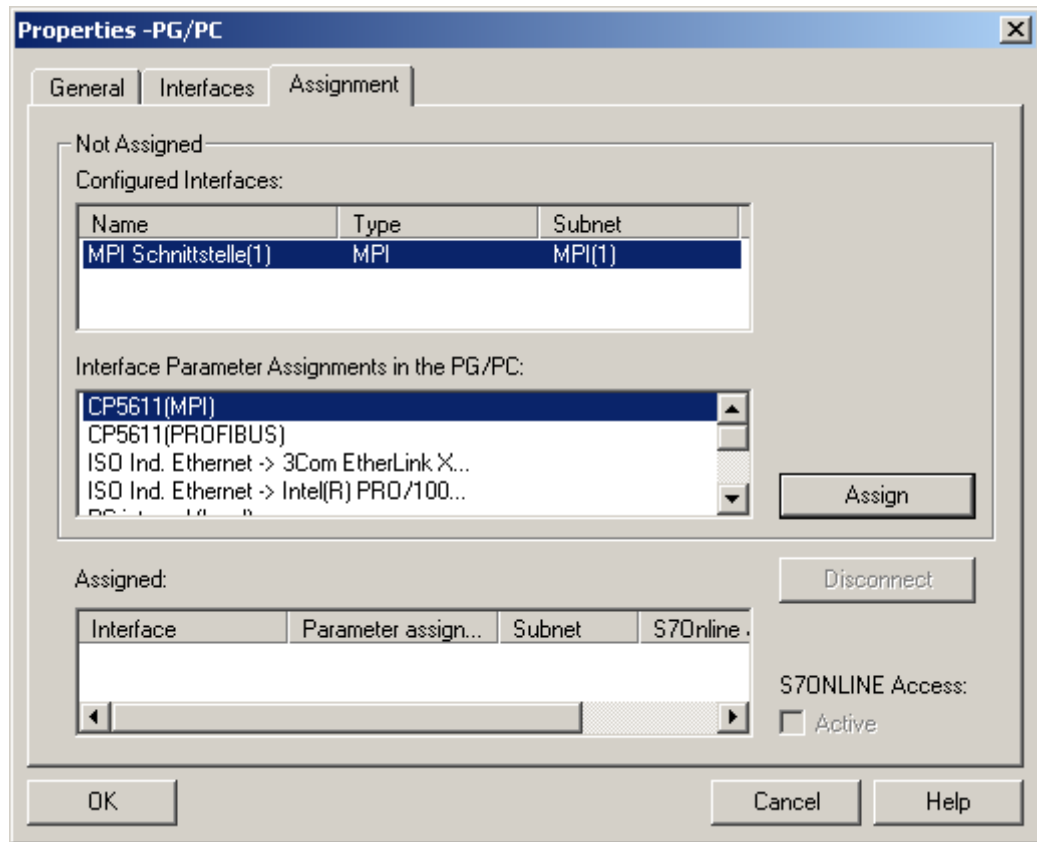 Properties -PG/PC
General Interfaces Assignment
Not Assigned
Configured Interfaces:
Name Type Subnet
MPI Schnittstelle(1) MPI MPI(1)
Interface Parameter Assignments in the PG/PC:
CP5611(MPI)
CP5611(PROFIBUS)
ISO Ind. Ethernet -> 3Com EtherLink X...
ISO Ind. Ethernet -> Intel(R) PRO/100...
Assign
Assigned:
Disconnect
Interface Parameter assign... Subnet S7Online
S7ONLINE Access:
Active
OK Cancel Help